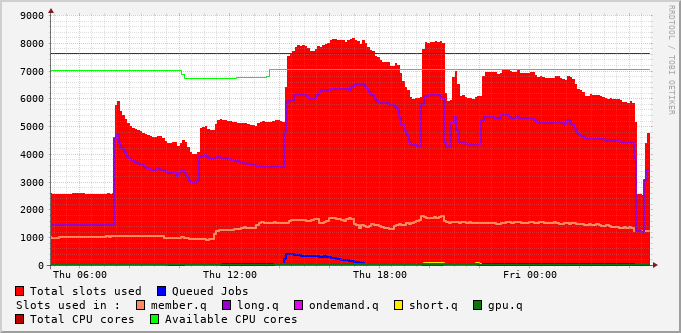 9000
8000
7000
6000
5000
4000
3000
2000
1000
0
Thu 06:00 Thu 12:00 Thu 18:00 Fri 00:00
Total slots used Queued Jobs
Slots used in : member.q long.q ondemand.q short.q gpu.q
Total CPU cores Available CPU cores
RRDTOOL / TOBI OETIKER